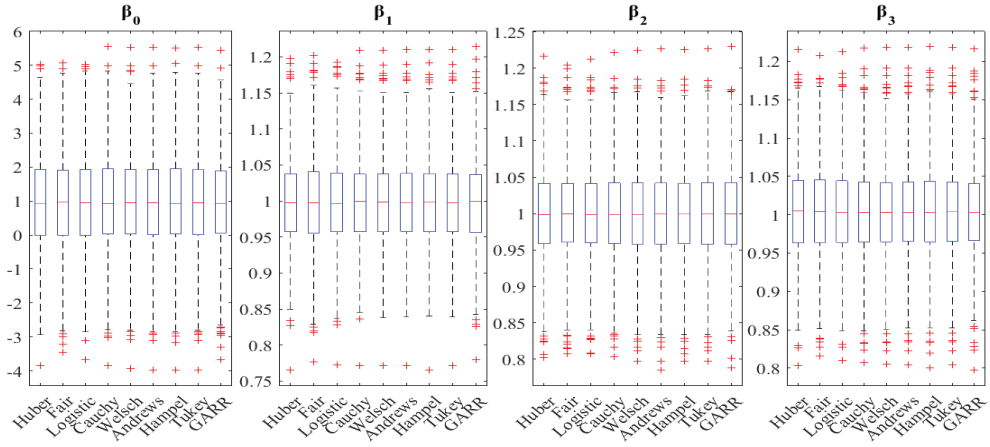 β0
6
5
4
3
2
1
0
-1
-2
-3
-4
Huber
Fair
Logistic
Cauchy
Welsch
Andrews
Hampel
Tukey
GARR
β1
1.2
1.15
1.1
1.05
1
0.95
0.9
0.85
0.8
0.75
Huber
Fair
Logistic
Cauchy
Welsch
Andrews
Hampel
Tukey
GARR
β2
1.25
1.2
1.15
1.1
1.05
1
0.95
0.9
0.85
0.8
Huber
Fair
Logistic
Cauchy
Welsch
Andrews
Hampel
Tukey
GARR
β3
1.2
1.15
1.1
1.05
1
0.95
0.9
0.85
0.8
Huber
Fair
Logistic
Cauchy
Welsch
Andrews
Hampel
Tukey
GARR